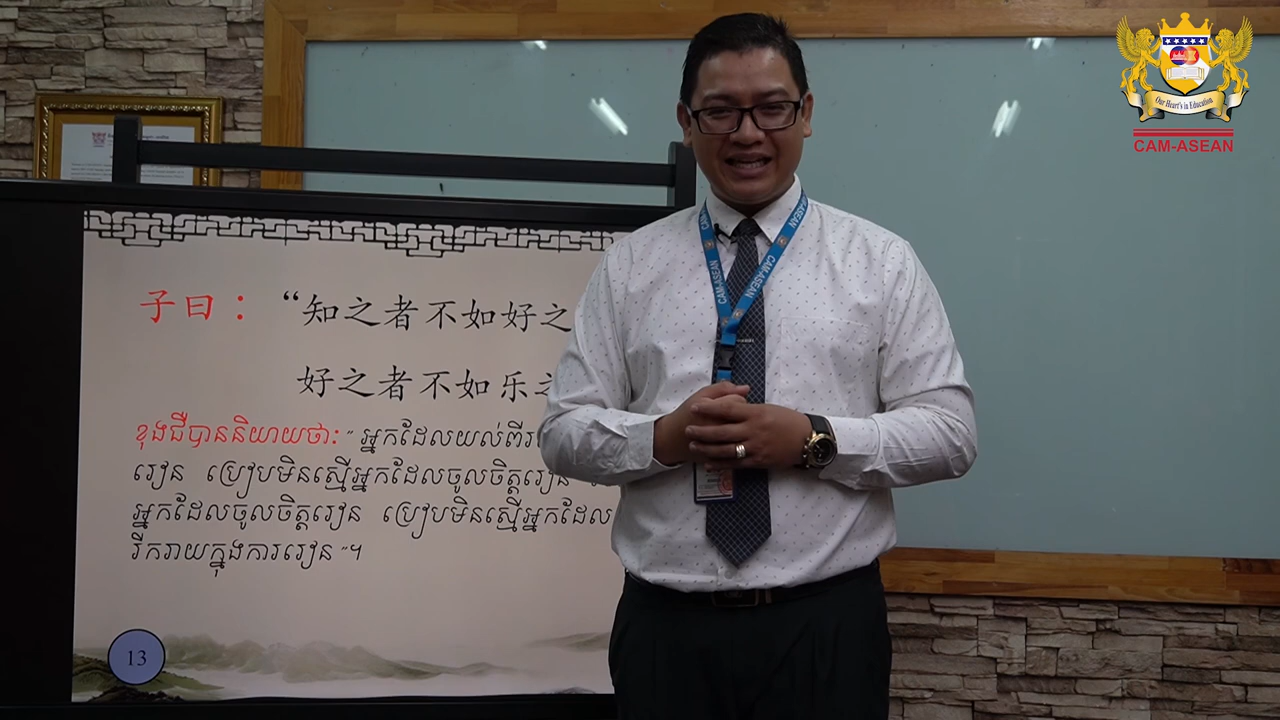 Our Heart's in Education
CAM-ASEAN
CAM-ASEAN
CAM-ASEAN
子曰：“知之者不如好之
好之者不如乐
ខុងជឺបាននិយាយថា: “ អ្នកដែលយល់ពី
រៀន ប្រៀបមិនស្មើអ្នកដែលចូលចិត្តរៀន
អ្នកដែលចូលចិត្តរៀន ប្រៀបមិនស្មើអ្នកដែល
រីករាយក្នុងការរៀន ”។
13